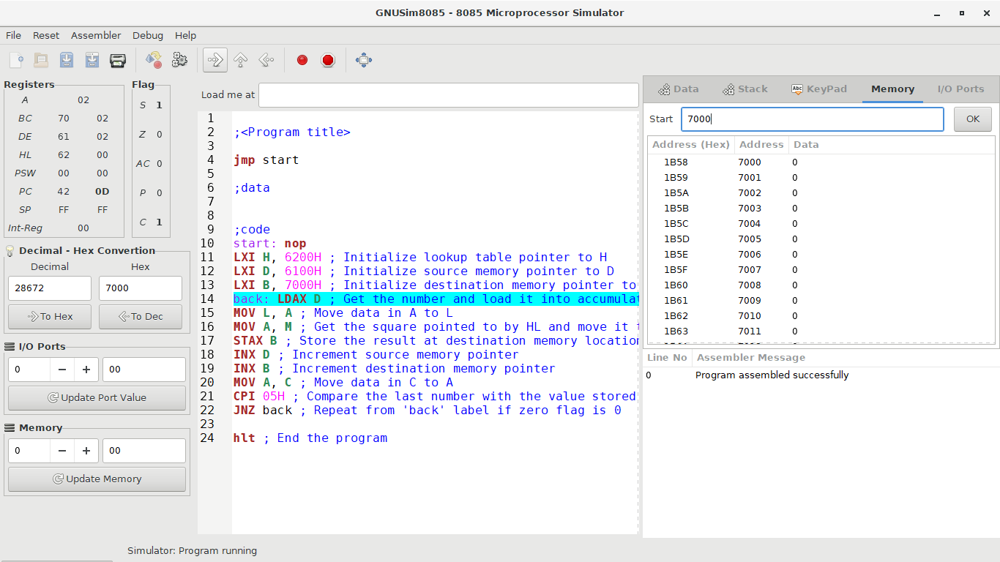 GNUSim8085 - 8085 Microprocessor Simulator
File Reset Assembler Debug Help
Registers
A 02
BC 70 02
DE 61 02
HL 62 00
PSW 00 00
PC 42 0D
SP FF FF
Int-Reg 00
Flag
S 1
Z 0
AC 0
P 0
C 1
Decimal - Hex Convertion
Decimal Hex
28672 7000
To Hex To Dec
I/O Ports
0 − + 00
Update Port Value
Memory
0 − + 00
Update Memory
Load me at
1
2 ;<Program title>
3
4 jmp start
5
6 ;data
7
8
9 ;code
10 start: nop
11 LXI H, 6200H ; Initialize lookup table pointer to H
12 LXI D, 6100H ; Initialize source memory pointer to D
13 LXI B, 7000H ; Initialize destination memory pointer to
14 back: LDAX D ; Get the number and load it into accumulat
15 MOV L, A ; Move data in A to L
16 MOV A, M ; Get the square pointed to by HL and move it
17 STAX B ; Store the result at destination memory location
18 INX D ; Increment source memory pointer
19 INX B ; Increment destination memory pointer
20 MOV A, C ; Move data in C to A
21 CPI 05H ; Compare the last number with the value stored
22 JNZ back ; Repeat from 'back' label if zero flag is 0
23
24 hlt ; End the program
Data Stack Abc KeyPad Memory I/O Ports
Start 7000 OK
Address (Hex) Address Data
1B58 7000 0
1B59 7001 0
1B5A 7002 0
1B5B 7003 0
1B5C 7004 0
1B5D 7005 0
1B5E 7006 0
1B5F 7007 0
1B60 7008 0
1B61 7009 0
1B62 7010 0
1B63 7011 0
Line No Assembler Message
0 Program assembled successfully
Simulator: Program running